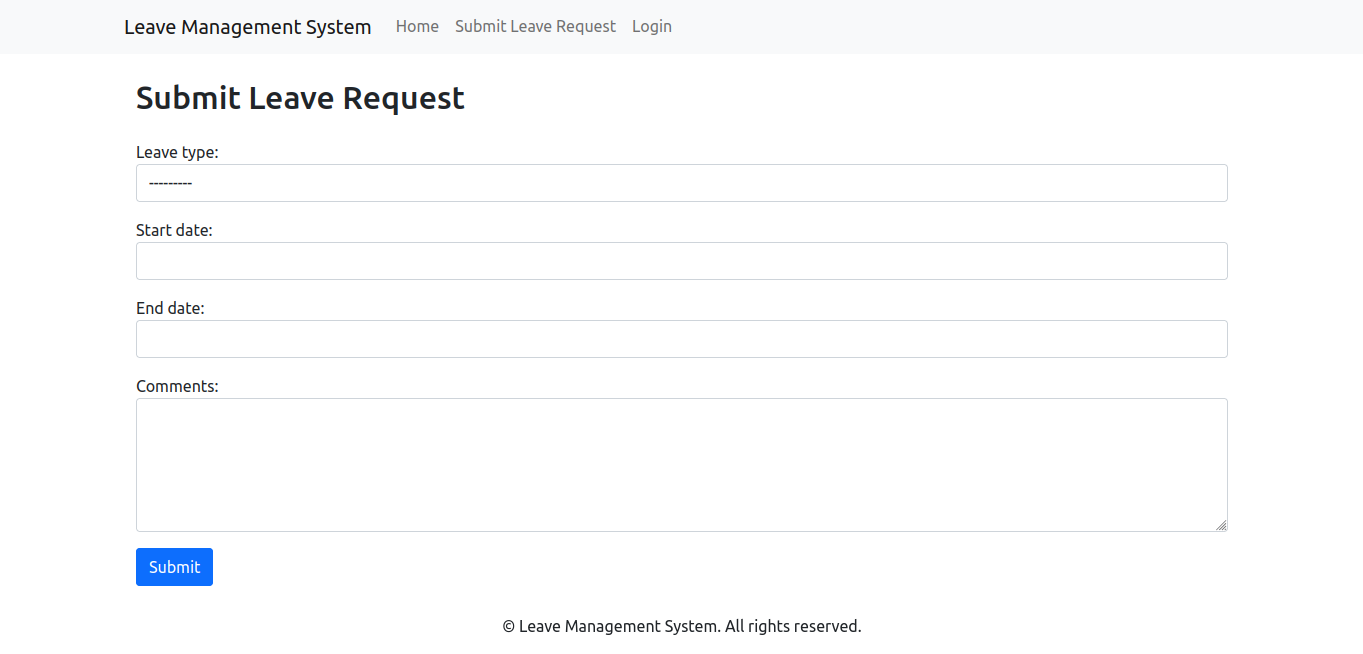 Leave Management System Home Submit Leave Request Login
Submit Leave Request
Leave type:
---------
Start date:
End date:
Comments:
Submit
© Leave Management System. All rights reserved.